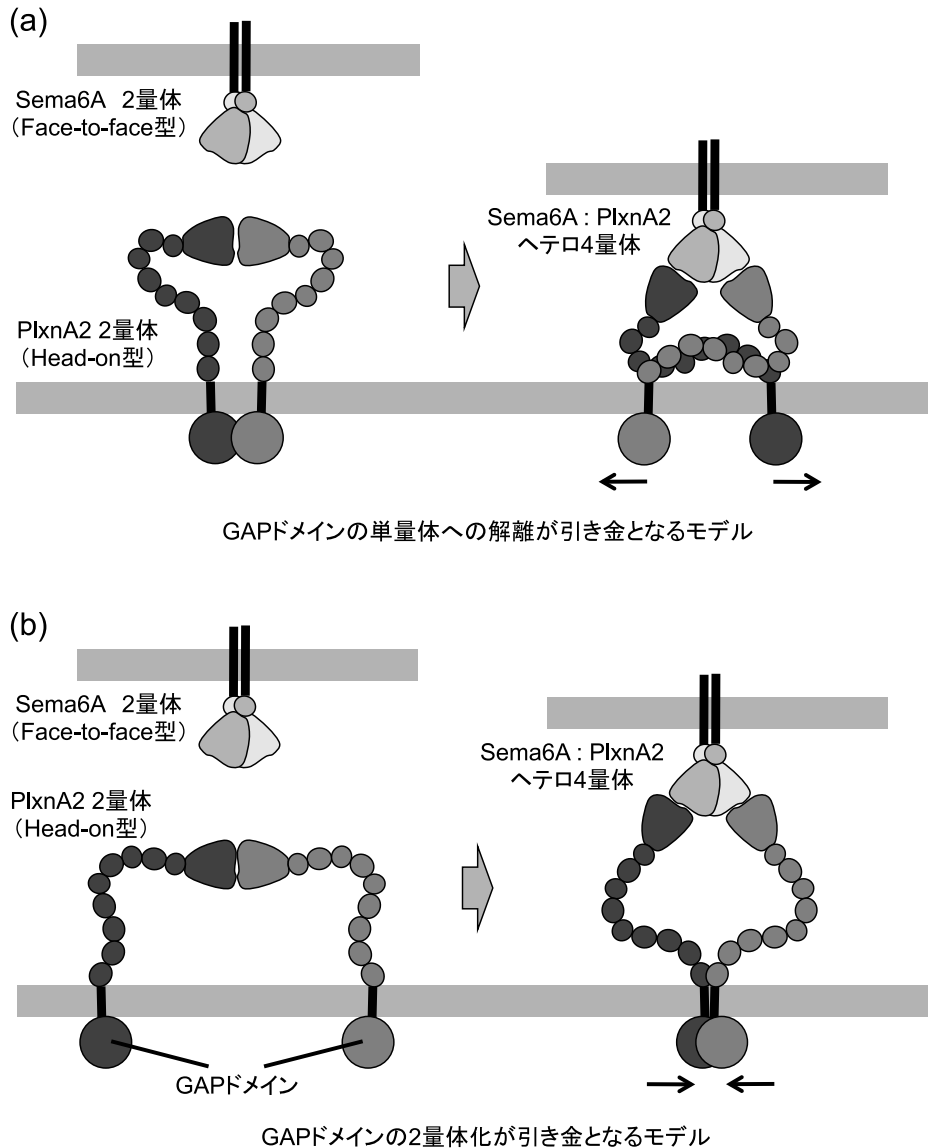 (a)
Sema6A 2量体
(Face-to-face型)
PlxnA2 2量体
(Head-on型)
Sema6A : PlxnA2
ヘテロ4量体
GAPドメインの単量体への解離が引き金となるモデル
(b)
Sema6A 2量体
(Face-to-face型)
PlxnA2 2量体
(Head-on型)
Sema6A : PlxnA2
ヘテロ4量体
GAPドメイン
GAPドメインの2量体化が引き金となるモデル